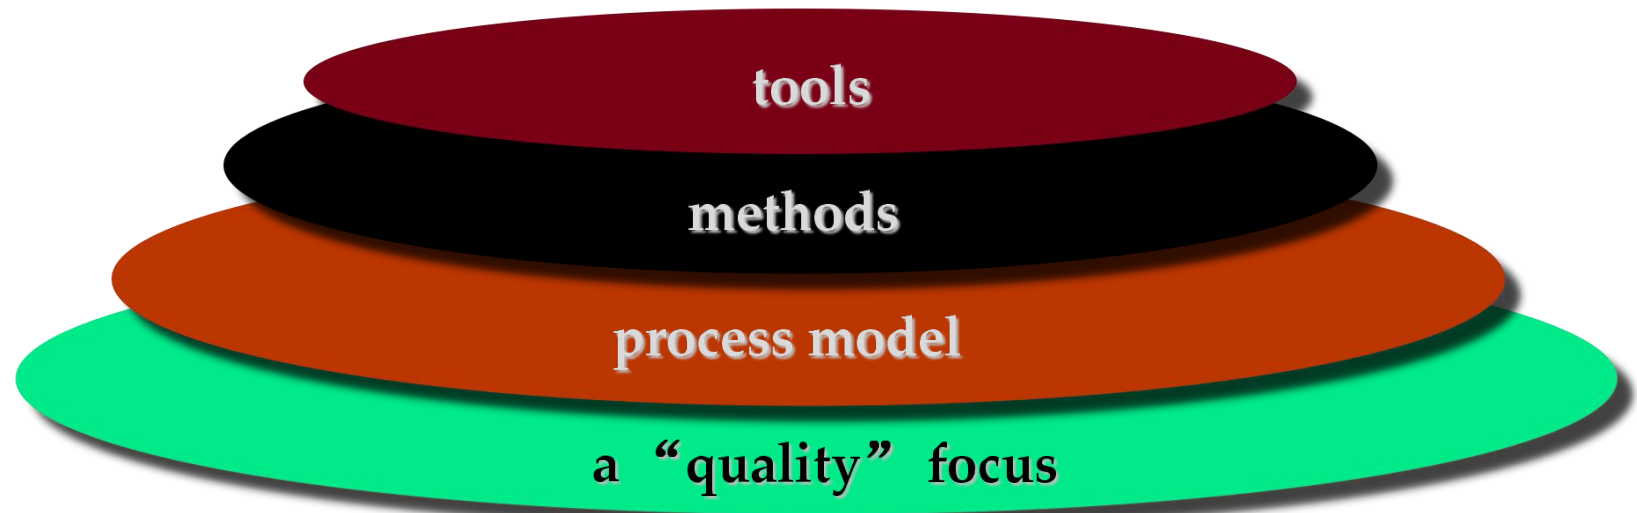 tools
methods
process model
a “quality” focus